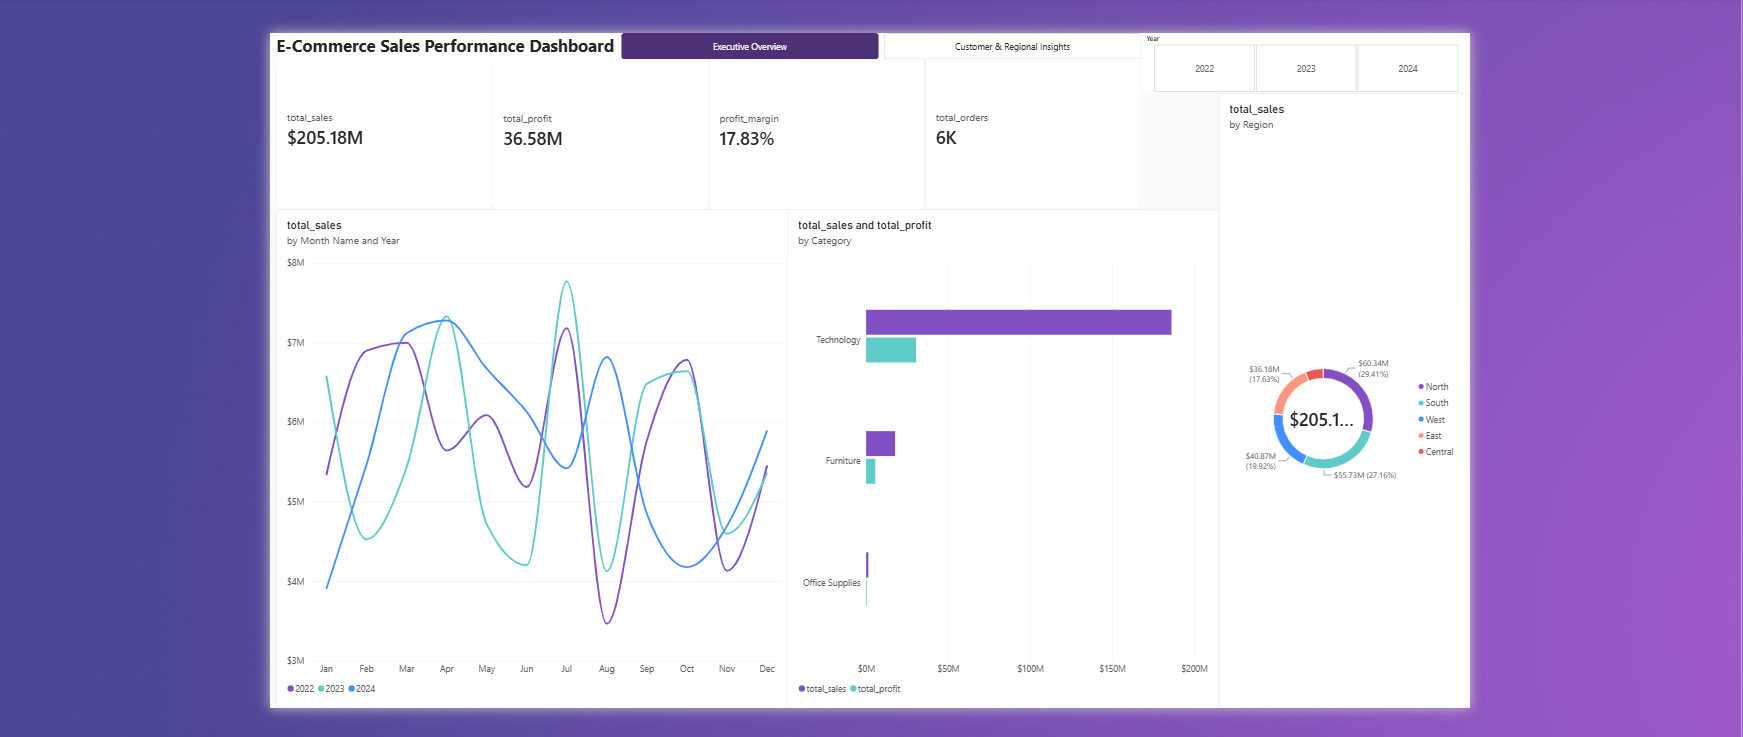 E-Commerce Sales Performance Dashboard
Executive Overview
Customer & Regional Insights
Year
2022
2023
2024
total_sales
$205.18M
total_profit
36.58M
profit_margin
17.83%
total_orders
6K
total_sales
by Month Name and Year
$8M
$7M
$6M
$5M
$4M
$3M
Jan Feb Mar Apr May Jun Jul Aug Sep Oct Nov Dec
2022 2023 2024
total_sales and total_profit
by Category
Technology
Furniture
Office Supplies
$0M $50M $100M $150M $200M
total_sales total_profit
total_sales
by Region
$60.34M
(29.41%)
$36.18M
(17.63%)
$205.1...
$40.87M
(19.92%)
$55.73M (27.16%)
North
South
West
East
Central